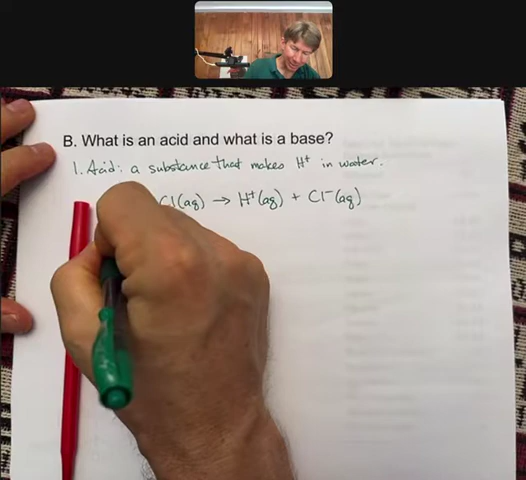 B. What is an acid and what is a base?
1. Acid: a substance that makes H⁺ in water.
Cl(aq) → H⁺(aq) + Cl⁻(aq)